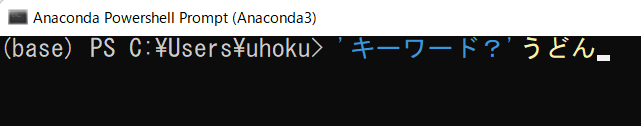 Anaconda Powershell Prompt (Anaconda3)
(base) PS C:¥Users¥uhoku> 'キーワード？'うどん